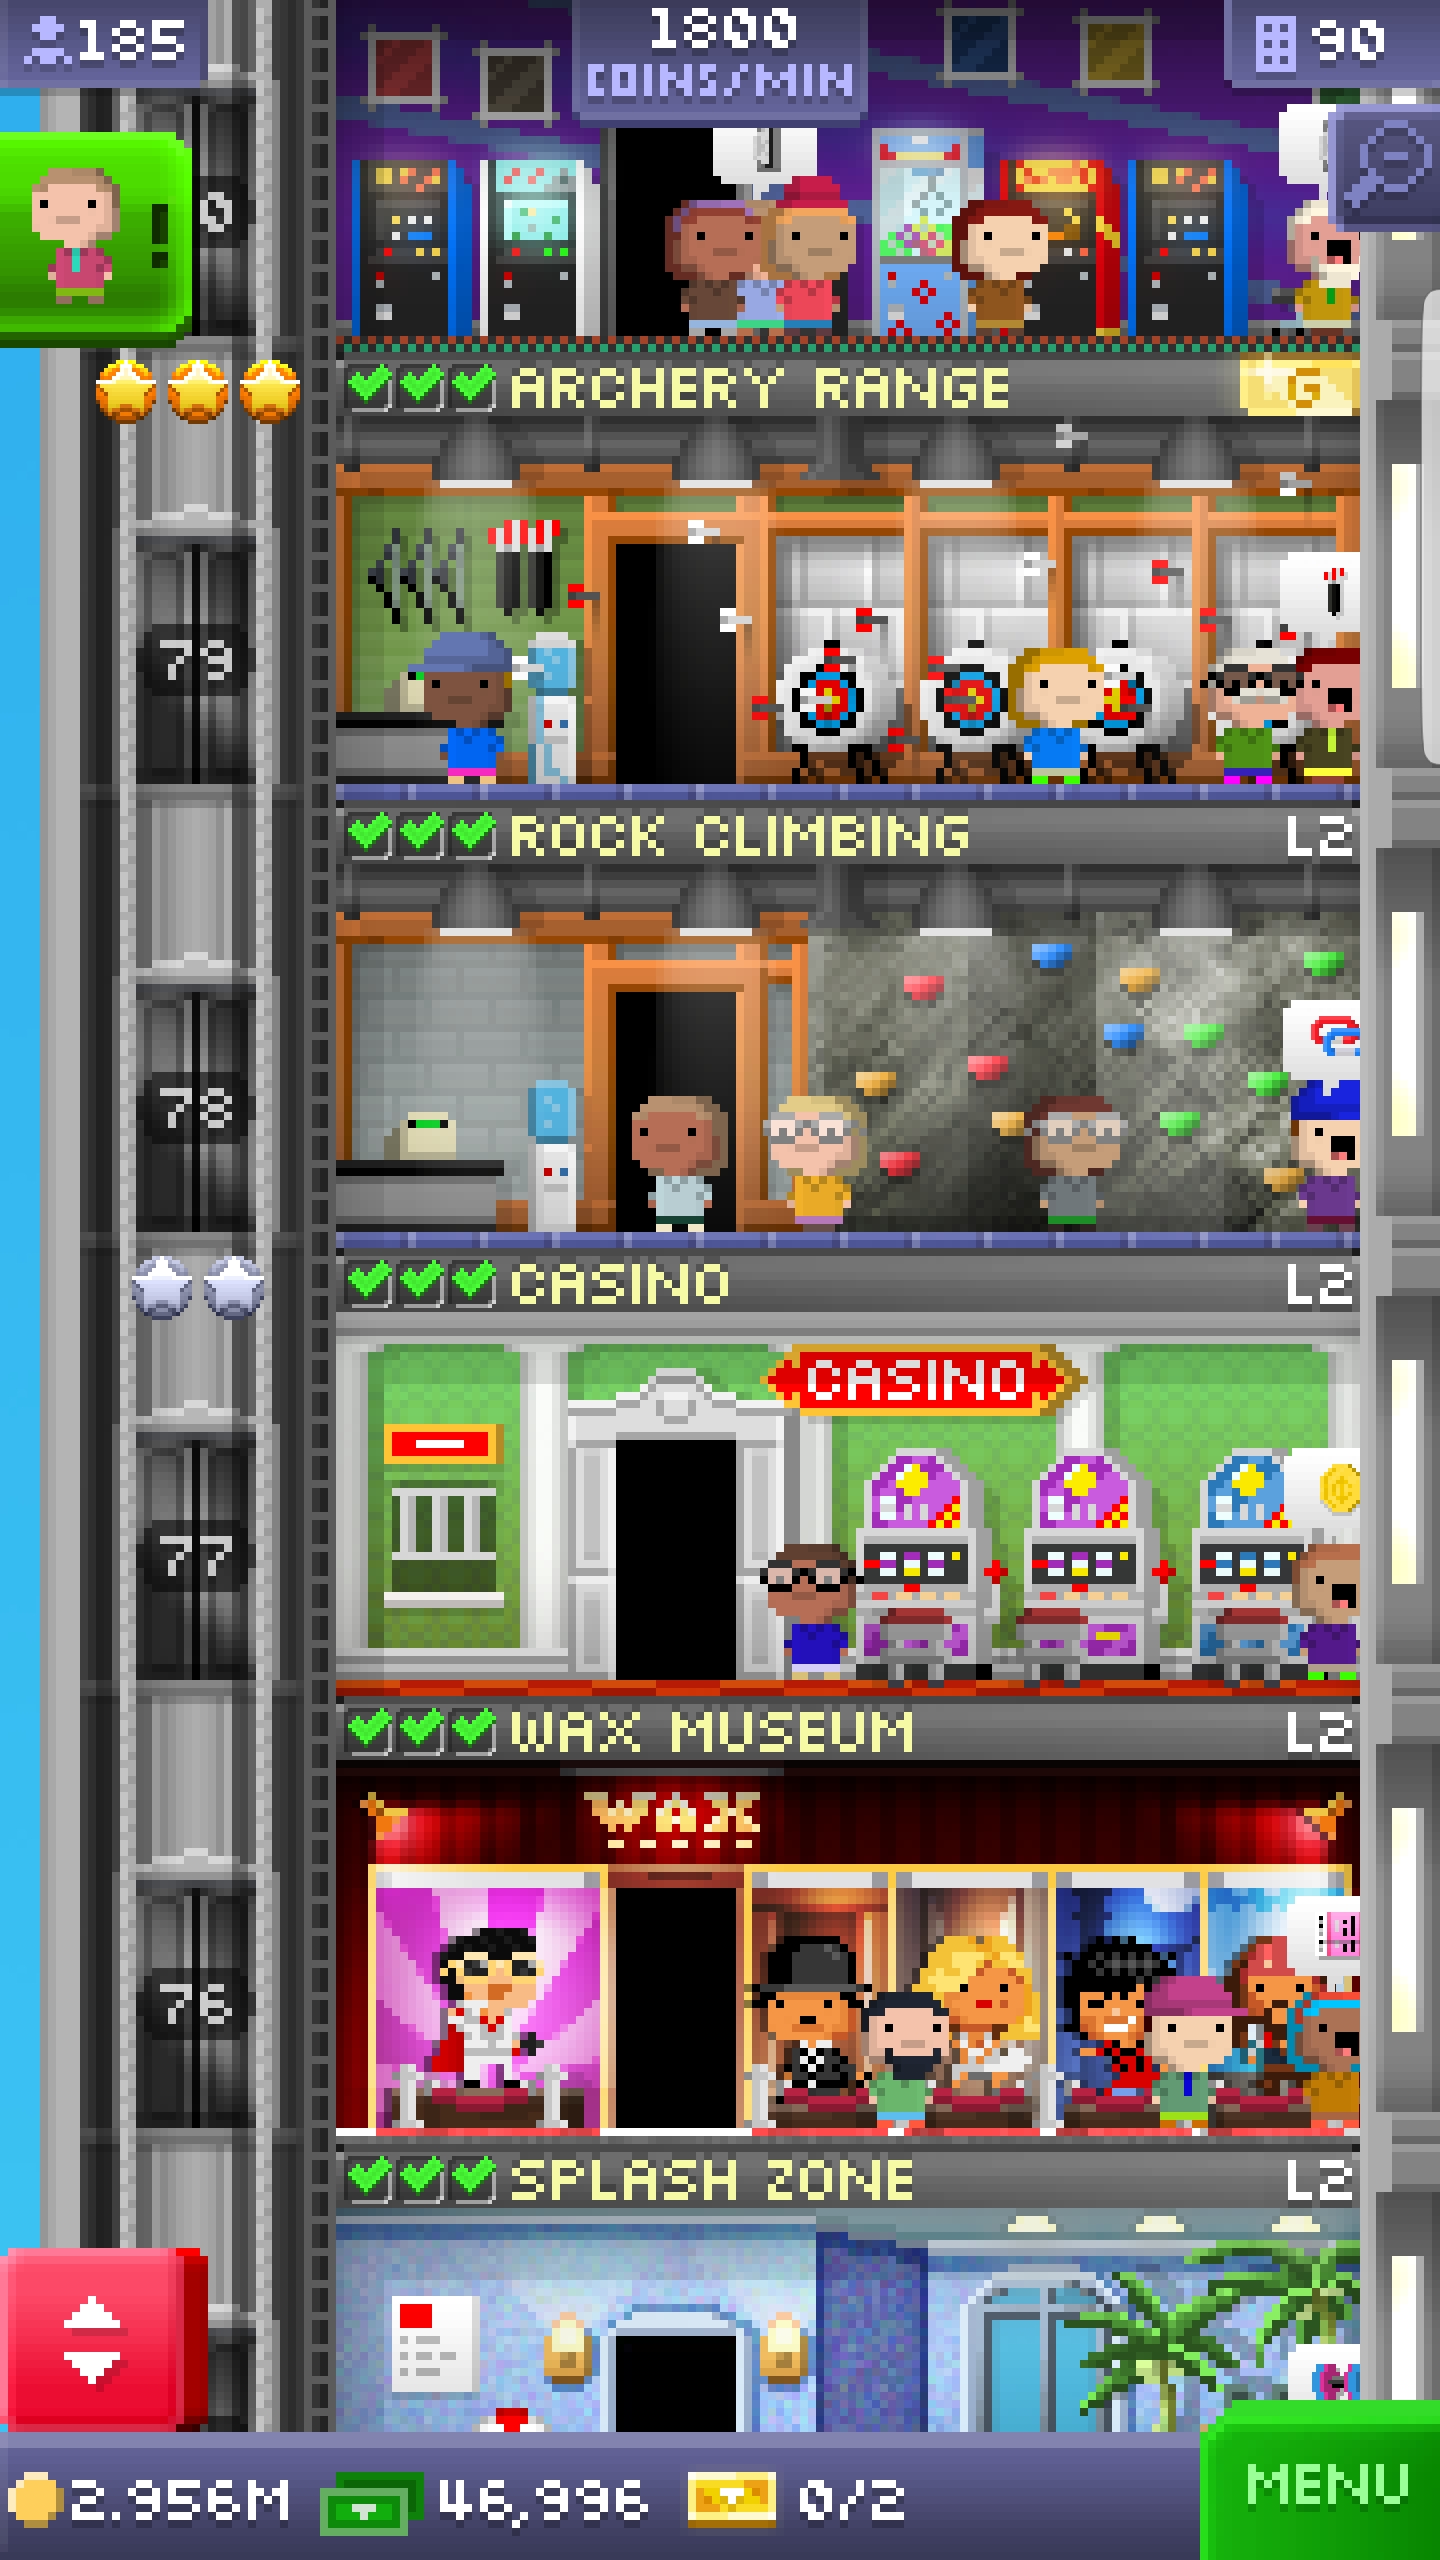 185
1800
COINS/MIN
90
!
0
ARCHERY RANGE
G
79
ROCK CLIMBING
L2
78
CASINO
L2
CASINO
77
WAX MUSEUM
L2
WAX
76
SPLASH ZONE
L2
2.956M
46,996
0/2
MENU